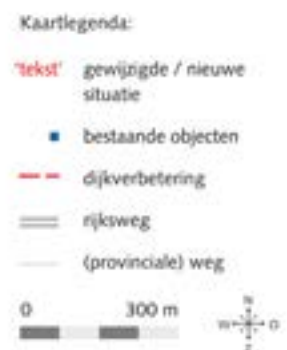 Kaartlegenda:
'tekst' gewijzigde / nieuwe
situatie
bestaande objecten
dijkverbetering
rijksweg
(provinciale) weg
0 300 m
N
W O